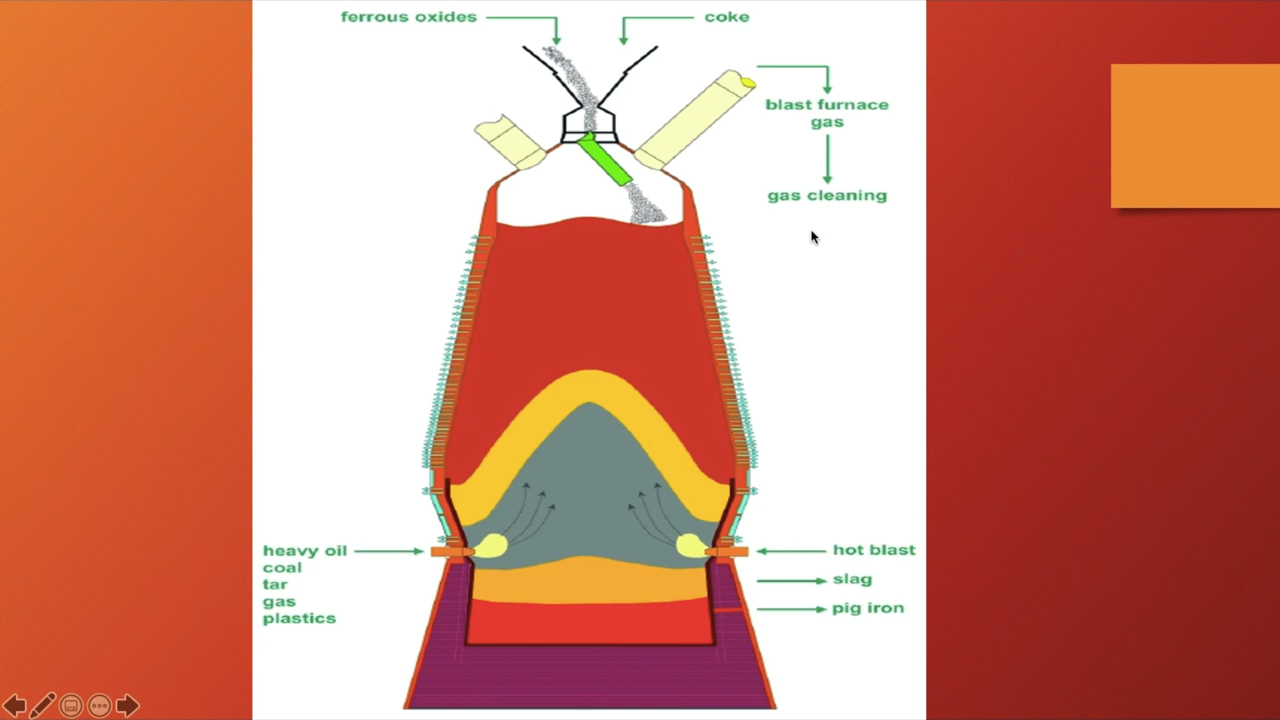 ferrous oxides
coke
blast furnace
gas
gas cleaning
heavy oil
coal
tar
gas
plastics
hot blast
slag
pig iron